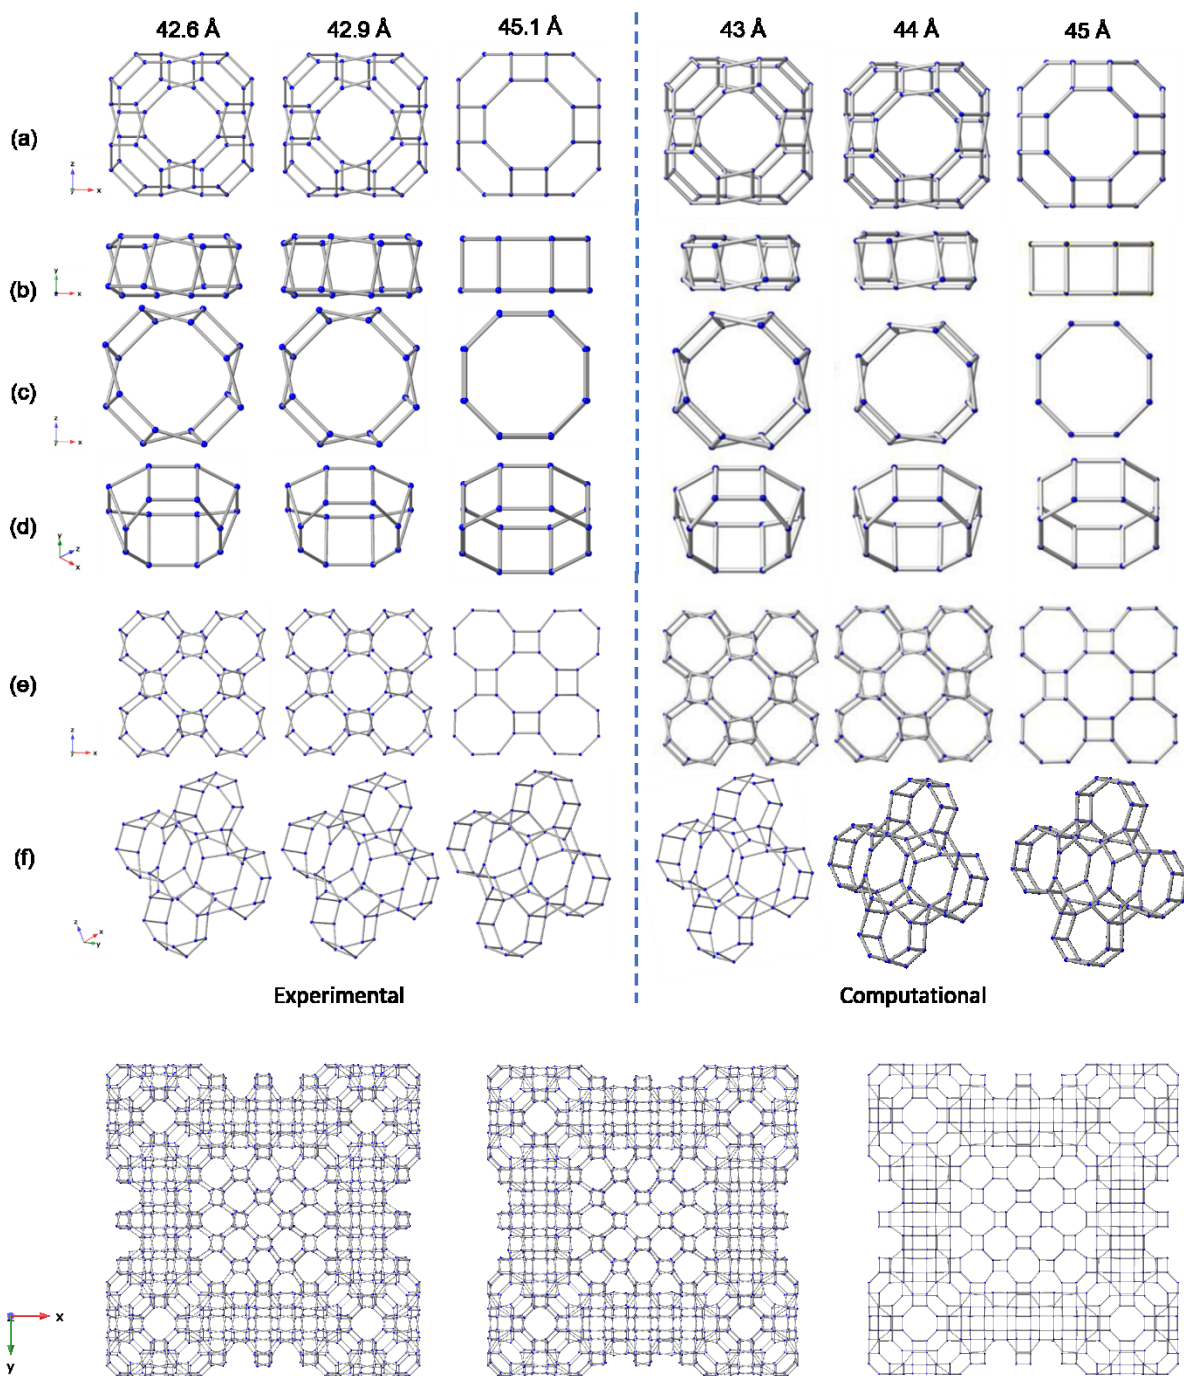 42.6 Å 42.9 Å 45.1 Å 43 Å 44 Å 45 Å
(a)
z
y x
(b)
y
x
(c)
z
x
(d)
y
z
x
(e)
z
x
(f)
z
x
y
Experimental Computational
x
y